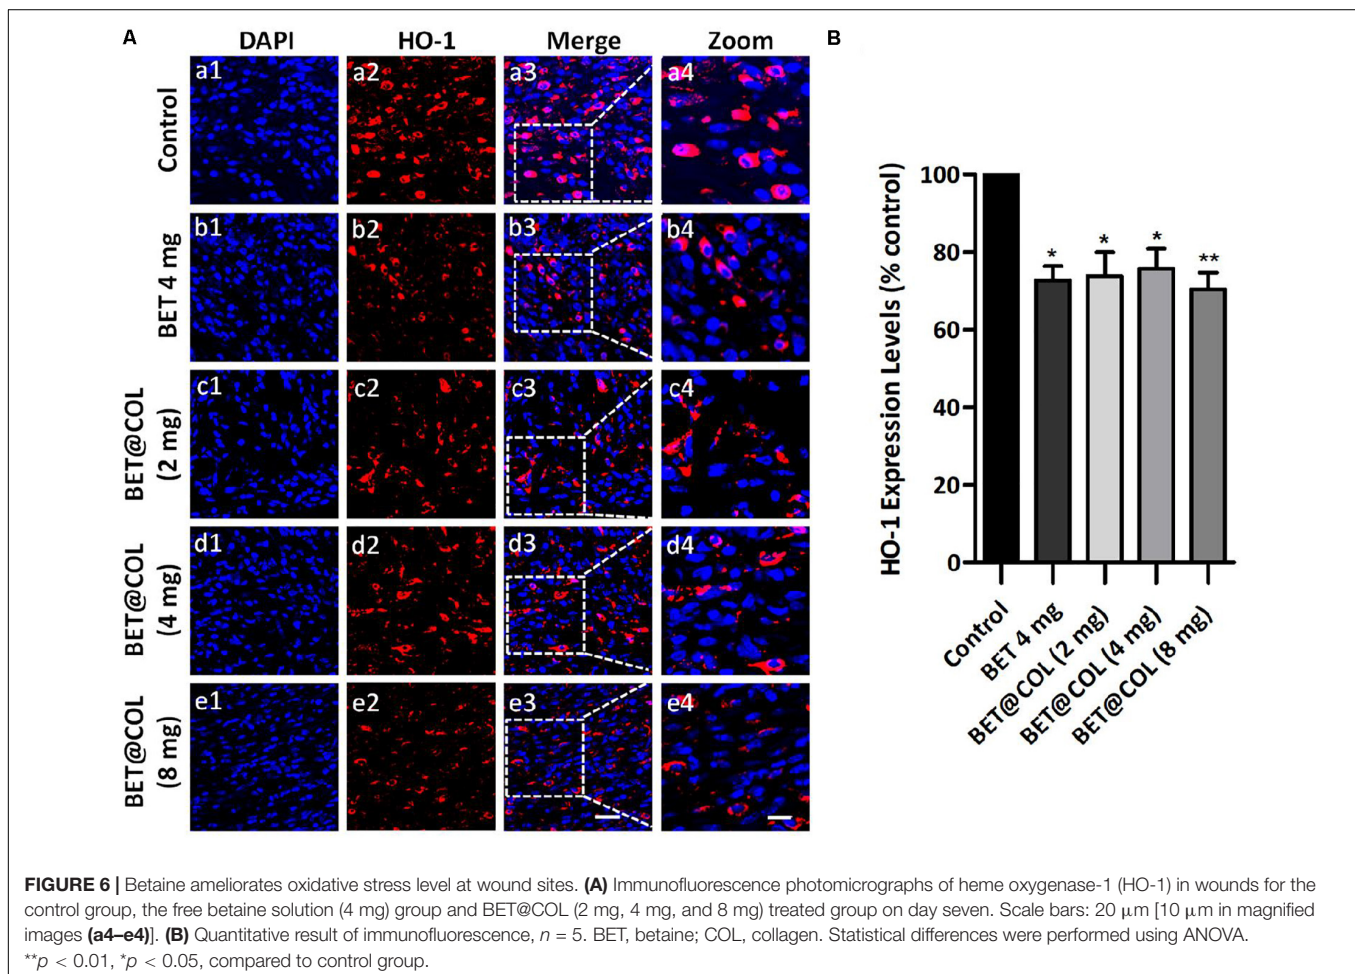 A
DAPI HO-1 Merge Zoom
Control
a1 a2 a3 a4
BET 4 mg
b1 b2 b3 b4
BET@COL
(2 mg)
c1 c2 c3 c4
BET@COL
(4 mg)
d1 d2 d3 d4
BET@COL
(8 mg)
e1 e2 e3 e4
B
HO-1 Expression Levels (% control)
100
80
60
40
20
0
* * * **
Control
BET 4 mg
BET@COL (2 mg)
BET@COL (4 mg)
BET@COL (8 mg)
FIGURE 6 | Betaine ameliorates oxidative stress level at wound sites. (A) Immunofluorescence photomicrographs of heme oxygenase-1 (HO-1) in wounds for the
control group, the free betaine solution (4 mg) group and BET@COL (2 mg, 4 mg, and 8 mg) treated group on day seven. Scale bars: 20 μm [10 μm in magnified
images (a4–e4)]. (B) Quantitative result of immunofluorescence, n = 5. BET, betaine; COL, collagen. Statistical differences were performed using ANOVA.
**p < 0.01, *p < 0.05, compared to control group.